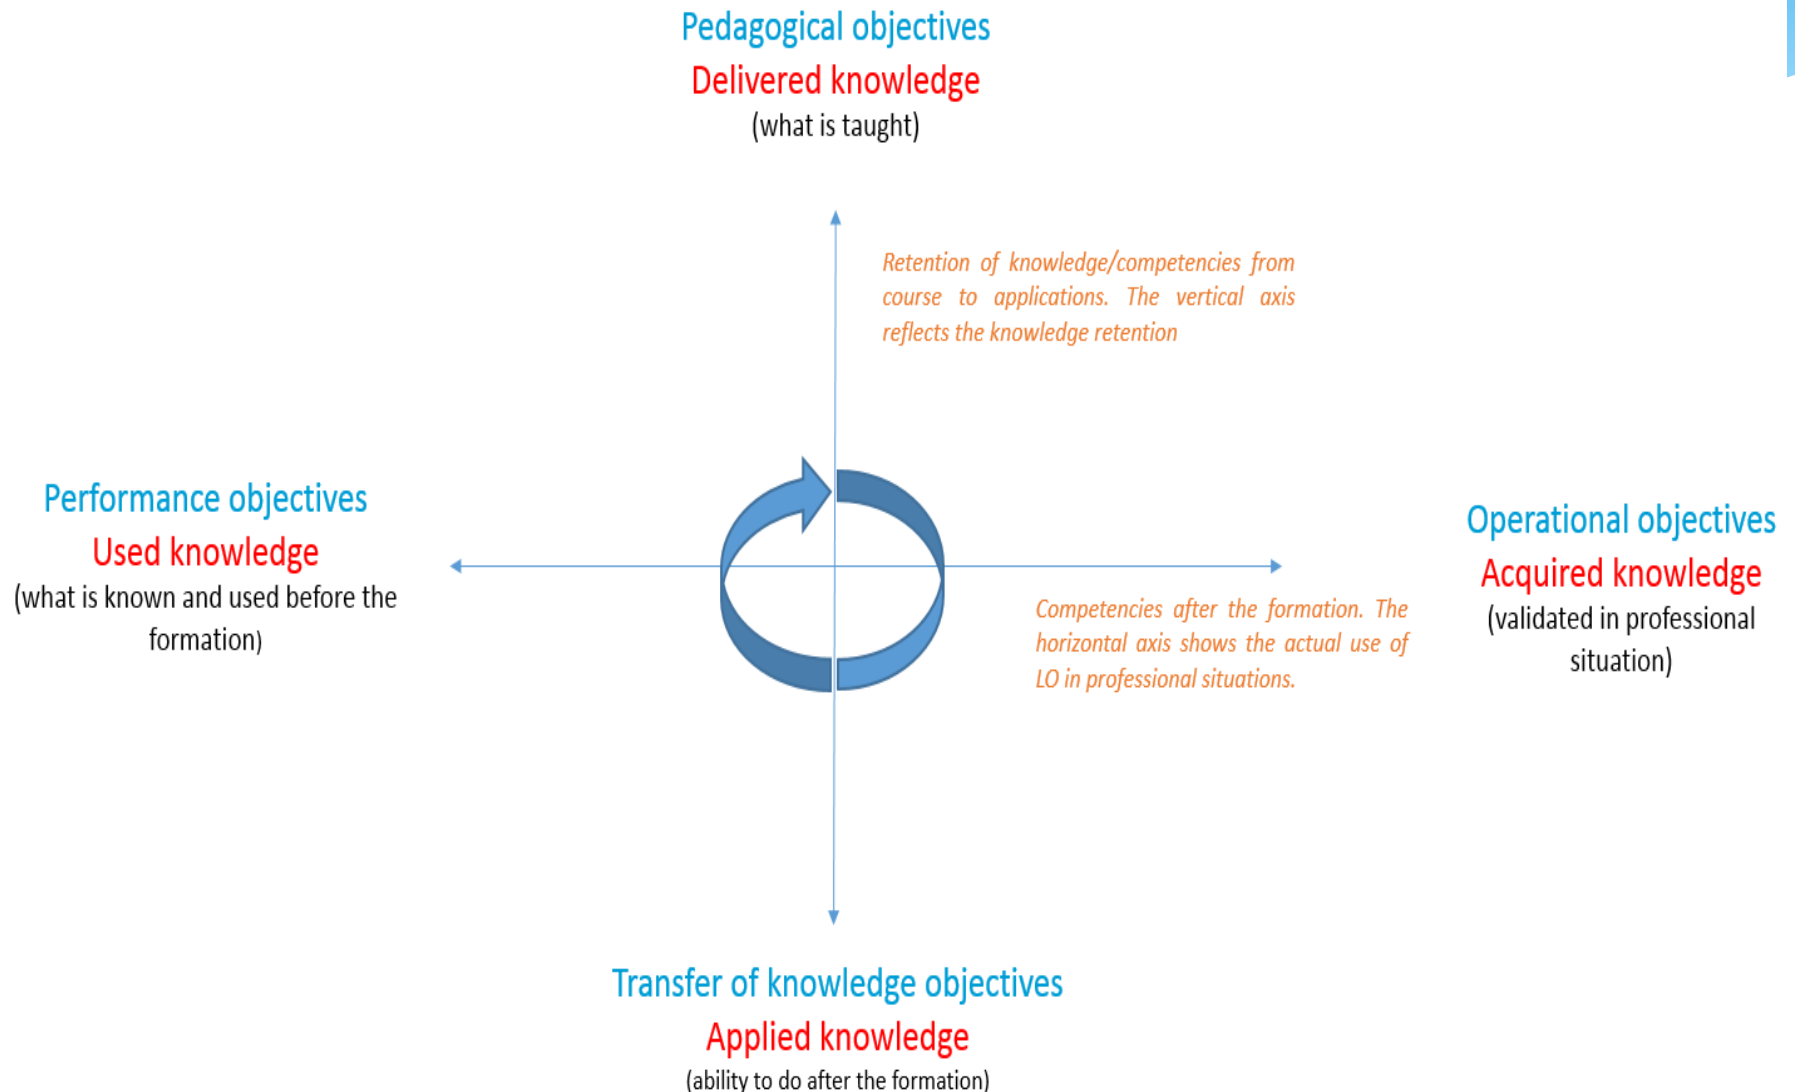 Pedagogical objectives
Delivered knowledge
(what is taught)
Retention of knowledge/competencies from
course to applications. The vertical axis
reflects the knowledge retention
Performance objectives
Used knowledge
(what is known and used before the
formation)
Operational objectives
Acquired knowledge
(validated in professional
situation)
Competencies after the formation. The
horizontal axis shows the actual use of
LO in professional situations.
Transfer of knowledge objectives
Applied knowledge
(ability to do after the formation)